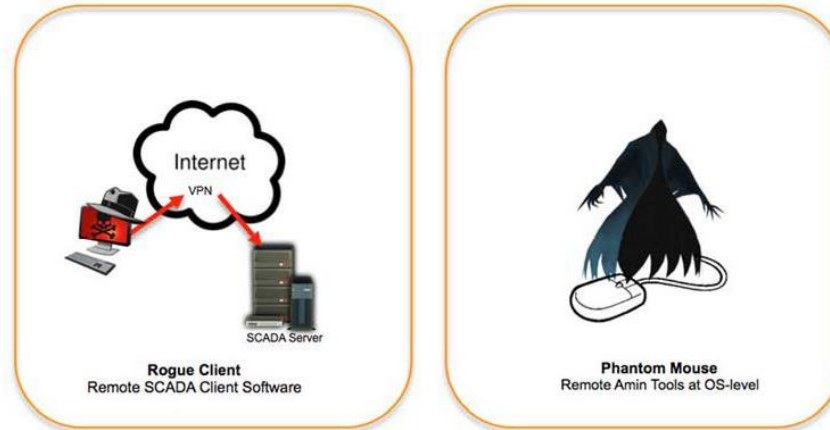 Internet
VPN
SCADA Server
Rogue Client
Remote SCADA Client Software
Phantom Mouse
Remote Amin Tools at OS-level